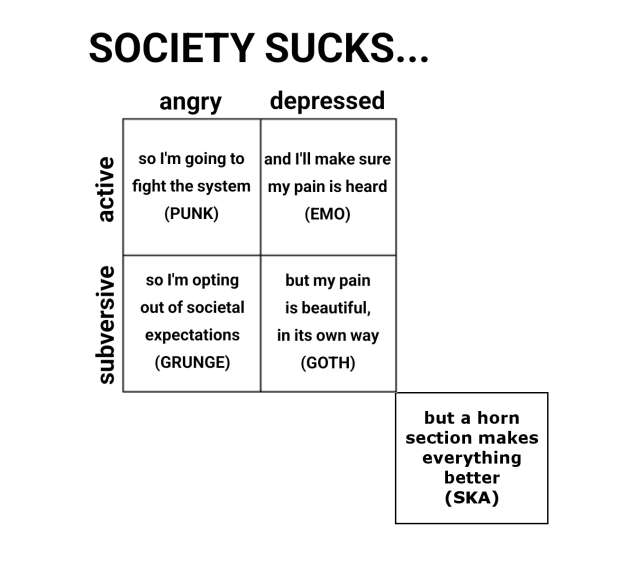 SOCIETY SUCKS...
angry depressed
active
so I'm going to
fight the system
(PUNK)
and I'll make sure
my pain is heard
(EMO)
subversive
so I'm opting
out of societal
expectations
(GRUNGE)
but my pain
is beautiful,
in its own way
(GOTH)
but a horn
section makes
everything
better
(SKA)